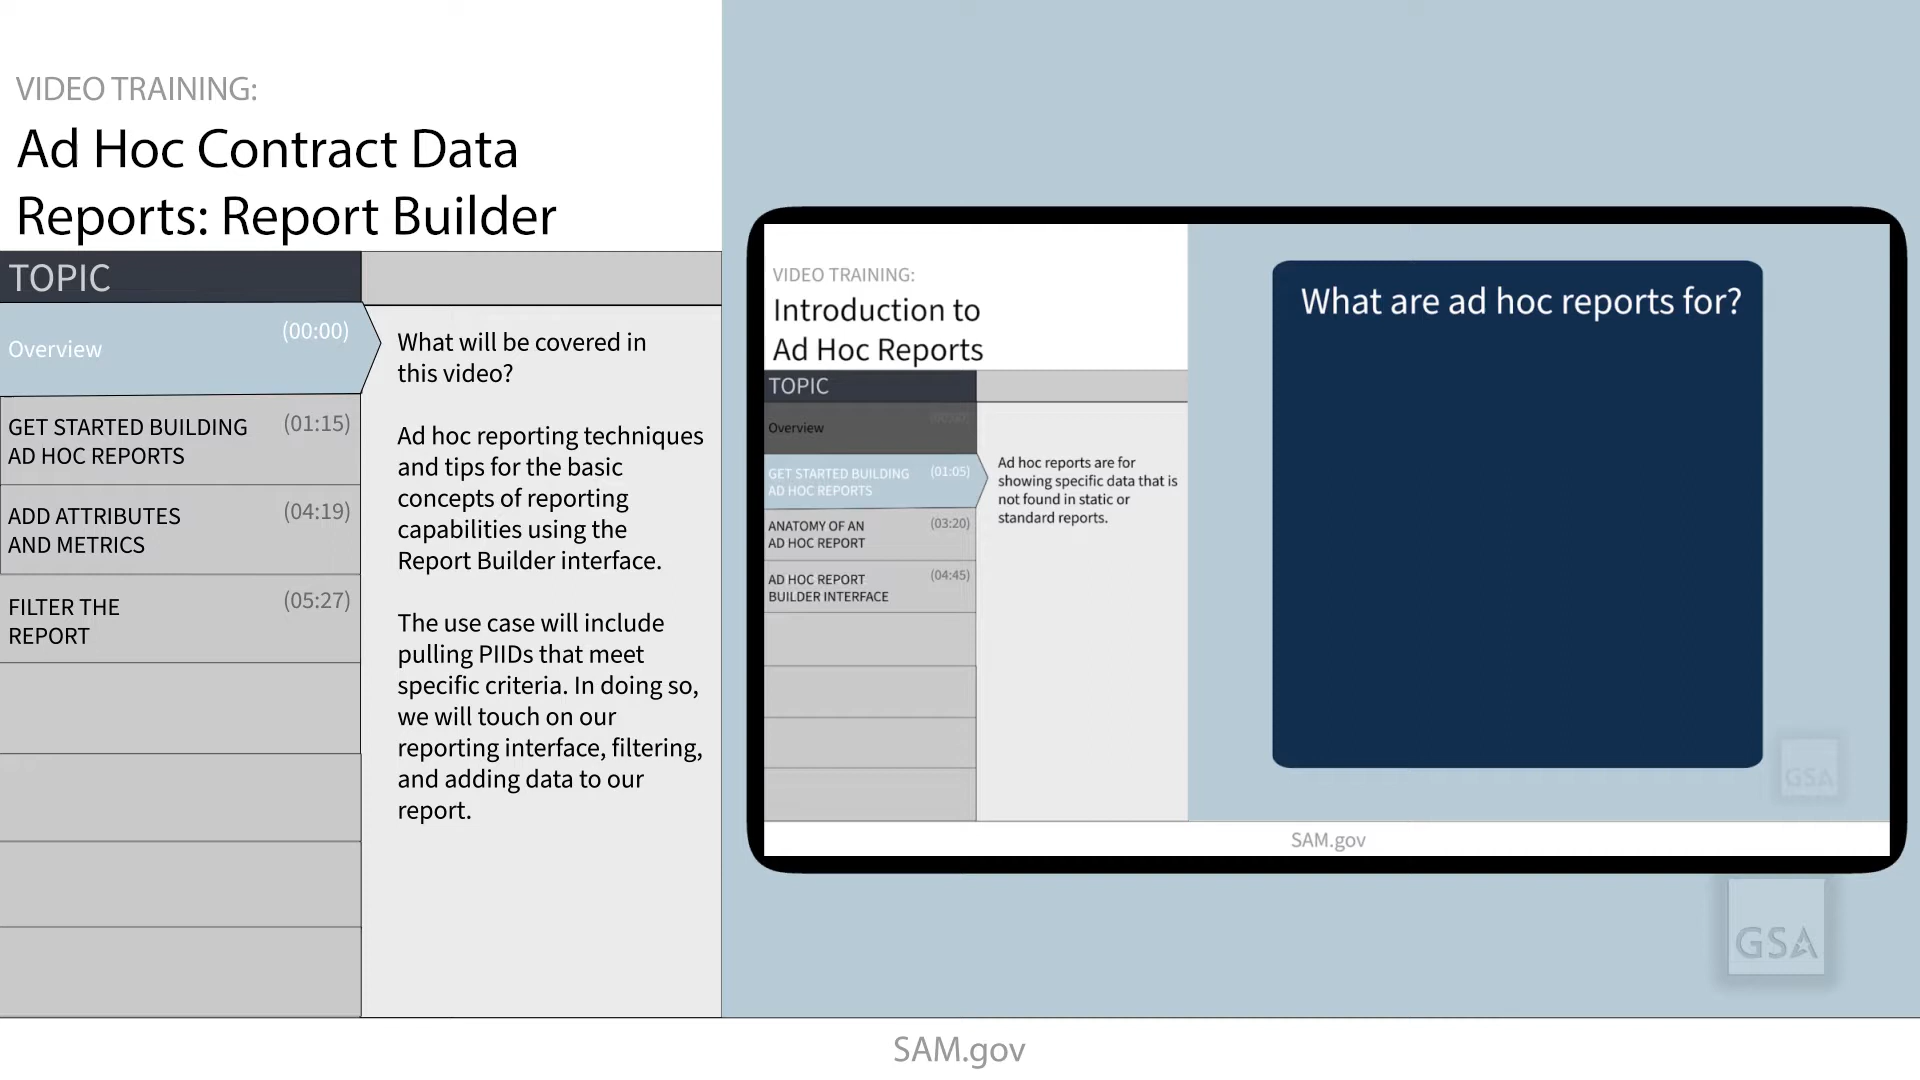 VIDEO TRAINING:
Ad Hoc Contract Data
Reports: Report Builder
TOPIC
Overview
(00:00)
GET STARTED BUILDING
AD HOC REPORTS
(01:15)
ADD ATTRIBUTES
AND METRICS
(04:19)
FILTER THE
REPORT
(05:27)
What will be covered in
this video?
Ad hoc reporting techniques
and tips for the basic
concepts of reporting
capabilities using the
Report Builder interface.
The use case will include
pulling PIIDs that meet
specific criteria. In doing so,
we will touch on our
reporting interface, filtering,
and adding data to our
report.
VIDEO TRAINING:
Introduction to
Ad Hoc Reports
TOPIC
Overview
GET STARTED BUILDING
AD HOC REPORTS
(01:05)
ANATOMY OF AN
AD HOC REPORT
(03:20)
AD HOC REPORT
BUILDER INTERFACE
(04:45)
Ad hoc reports are for
showing specific data that is
not found in static or
standard reports.
What are ad hoc reports for?
GSA
SAM.gov
GSA
SAM.gov